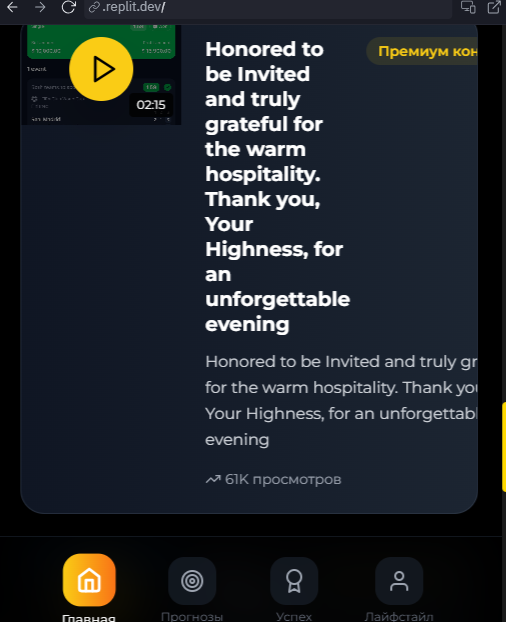 .replit.dev/
02:15
Honored to
be Invited
and truly
grateful for
the warm
hospitality.
Thank you,
Your
Highness, for
an
unforgettable
evening
Премиум кон
Honored to be Invited and truly gr
for the warm hospitality. Thank you
Your Highness, for an unforgettabl
evening
61K просмотров
Главная
Прогнозы
Успех
Лайфстайл